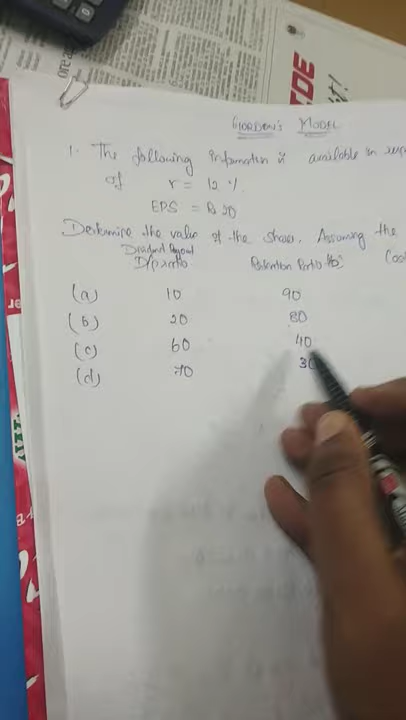 GORDON'S MODEL
1. The following information is available in
of r = 12 %.
EPS = Rs 20
Determine the value of the shares. Assuming the
Dividend Payout
D/p ratio Retention Ratio "b"
(a) 10 90
(b) 20 80
(c) 60 40
(d) 70 30